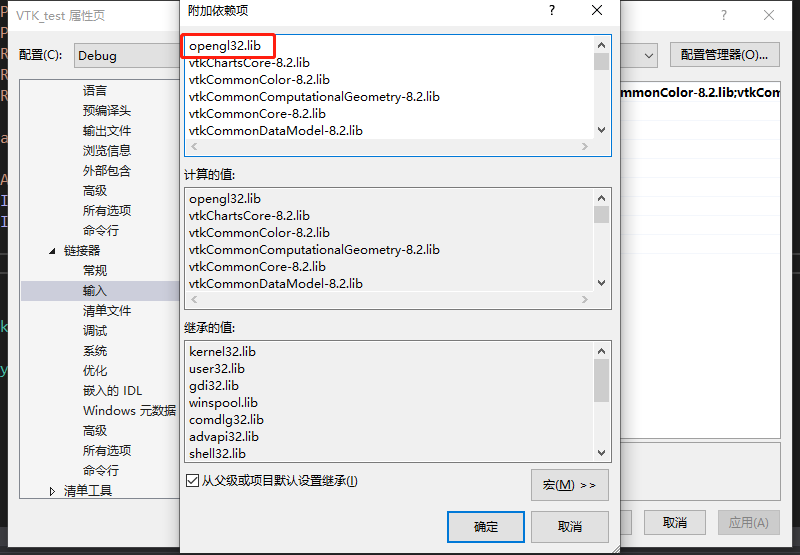 VTK_test 属性页
?
附加依赖项
?
配置(C):
Debug
配置管理器(O)...
语言
预编译头
输出文件
浏览信息
外部包含
高级
所有选项
命令行
链接器
常规
输入
清单文件
调试
系统
优化
嵌入的 IDL
Windows 元数据
高级
所有选项
命令行
清单工具
opengl32.lib
vtkChartsCore-8.2.lib
vtkCommonColor-8.2.lib
vtkCommonComputationalGeometry-8.2.lib
vtkCommonCore-8.2.lib
vtkCommonDataModel-8.2.lib
计算的值:
opengl32.lib
vtkChartsCore-8.2.lib
vtkCommonColor-8.2.lib
vtkCommonComputationalGeometry-8.2.lib
vtkCommonCore-8.2.lib
vtkCommonDataModel-8.2.lib
继承的值:
kernel32.lib
user32.lib
gdi32.lib
winspool.lib
comdlg32.lib
advapi32.lib
shell32.lib
从父级或项目默认设置继承(I)
宏(M) >>
确定
取消
mmonColor-8.2.lib;vtkCom
取消
应用(A)